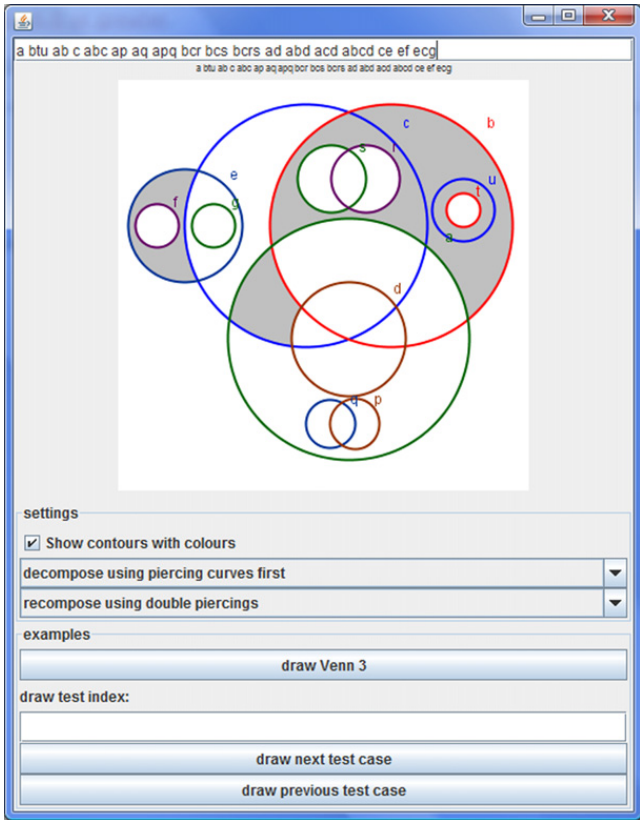 a btu ab c abc ap aq apq bcr bcs bcrs ad abd acd abcd ce ef ecg
a btu ab c abc ap aq apq bcr bcs bcrs ad abd acd abcd ce ef ecg
c b
s r
e u
f g t
a
d
q p
settings
Show contours with colours
decompose using piercing curves first
recompose using double piercings
examples
draw Venn 3
draw test index:
draw next test case
draw previous test case